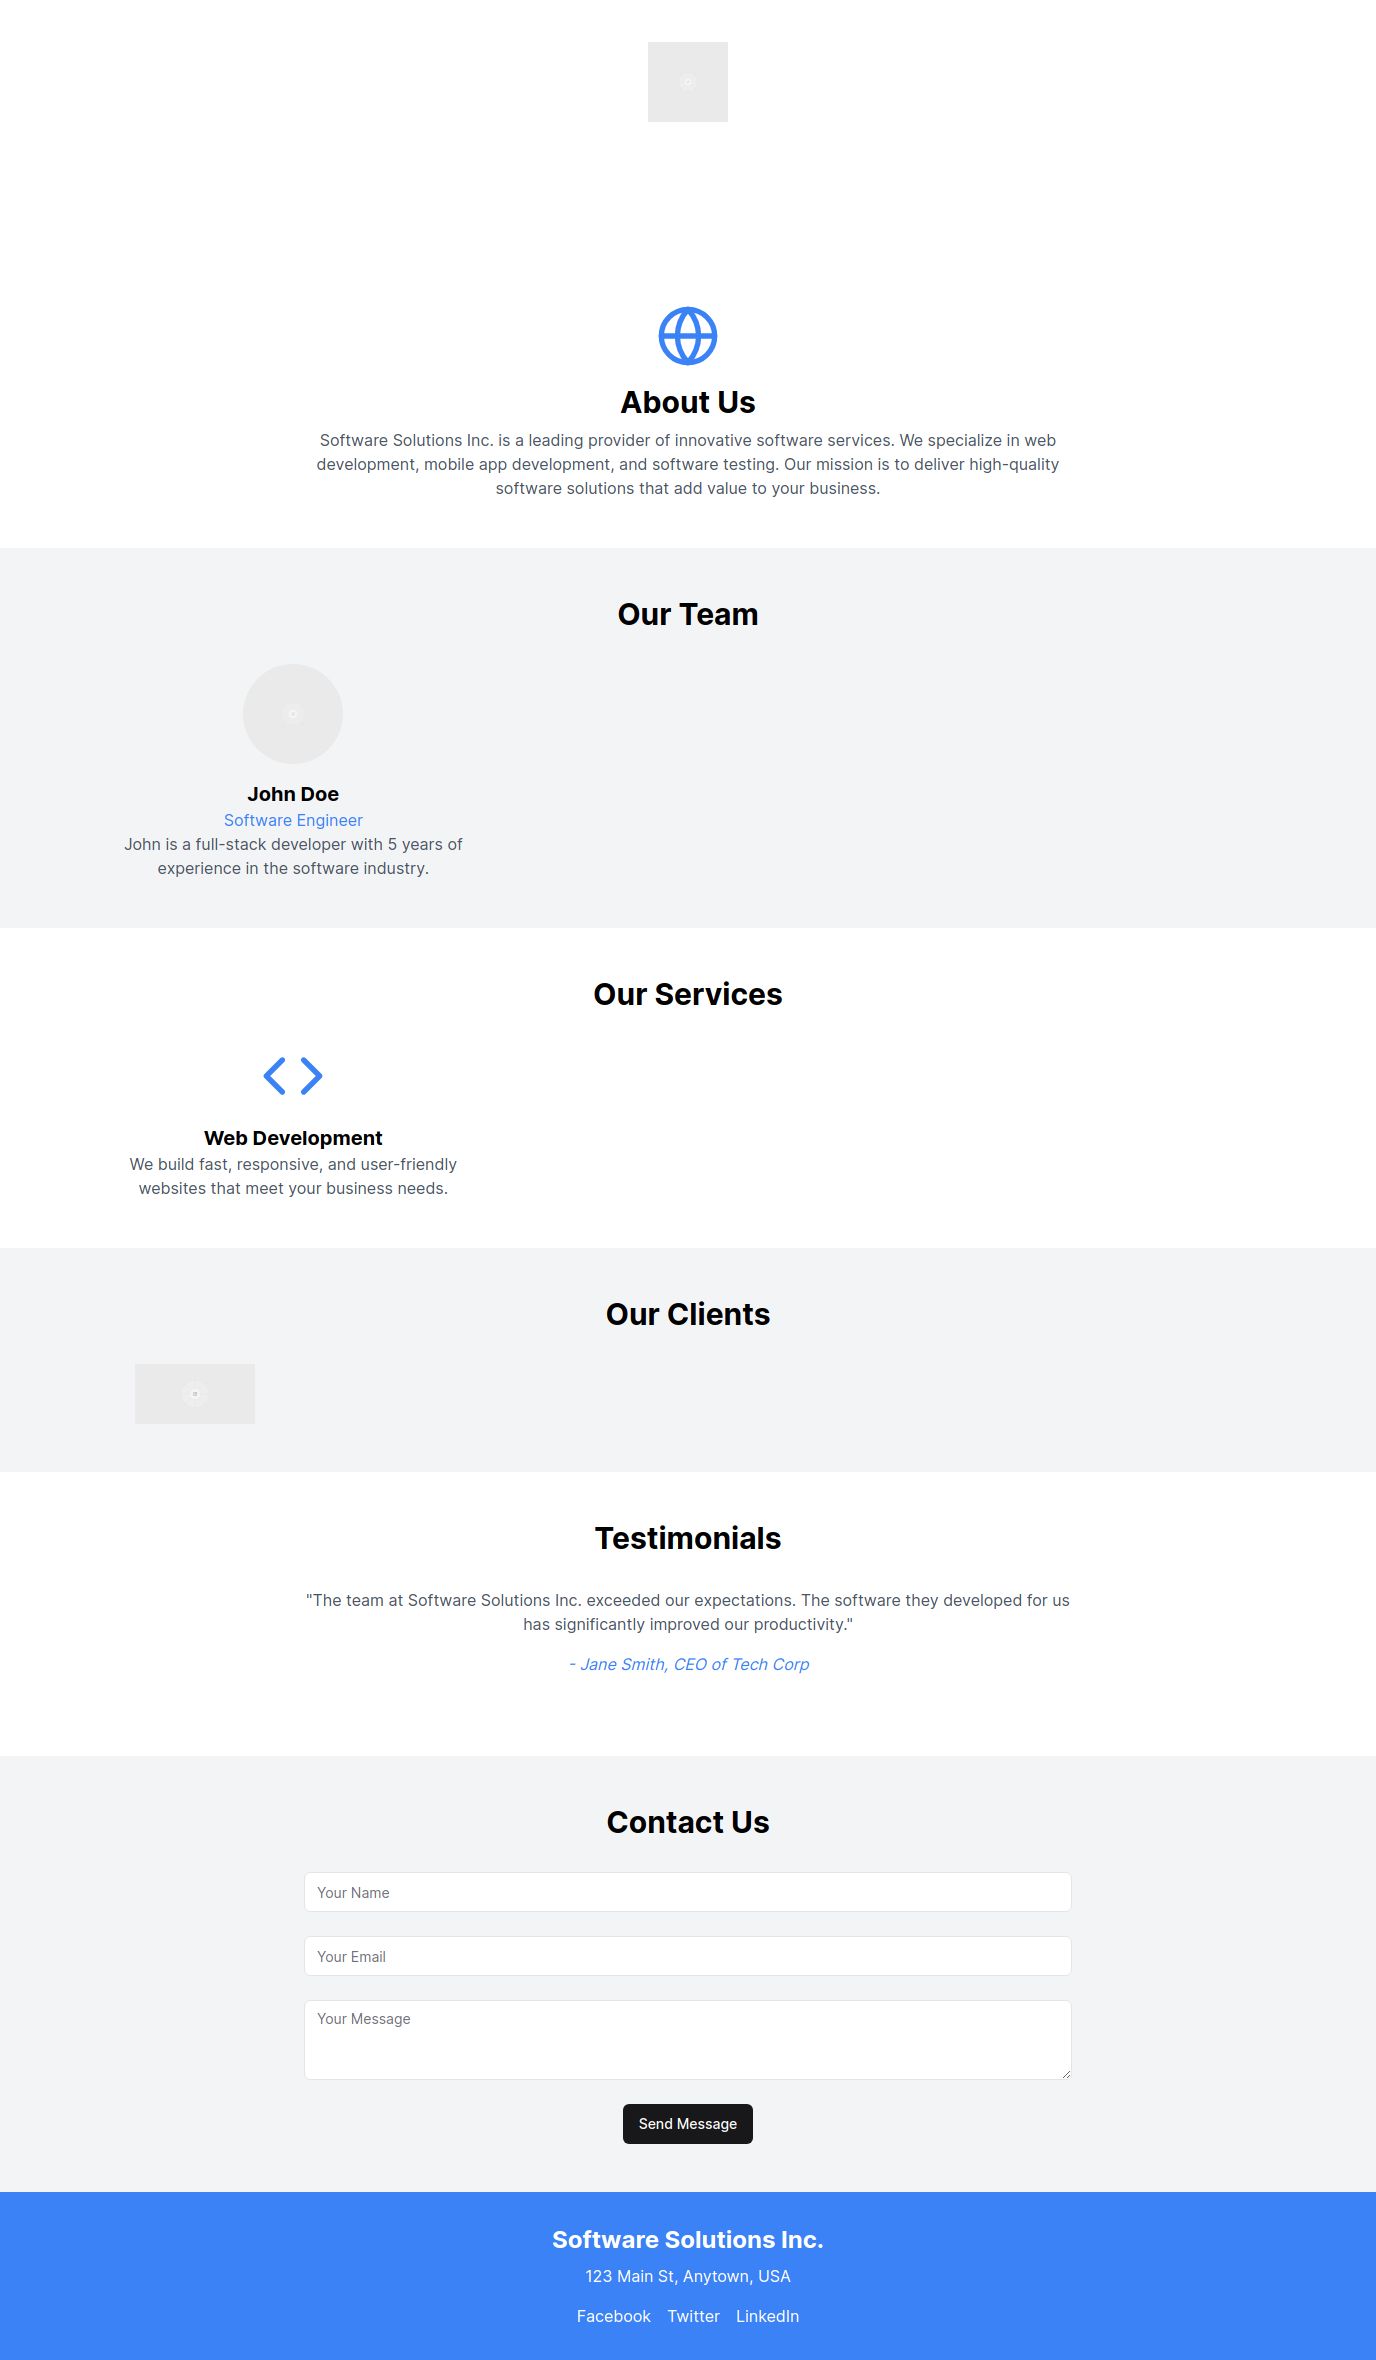 About Us
Software Solutions Inc. is a leading provider of innovative software services. We specialize in web
development, mobile app development, and software testing. Our mission is to deliver high-quality
software solutions that add value to your business.
Our Team
John Doe
Software Engineer
John is a full-stack developer with 5 years of
experience in the software industry.
Our Services
Web Development
We build fast, responsive, and user-friendly
websites that meet your business needs.
Our Clients
Testimonials
"The team at Software Solutions Inc. exceeded our expectations. The software they developed for us
has significantly improved our productivity."
- Jane Smith, CEO of Tech Corp
Contact Us
Your Name
Your Email
Your Message
Send Message
Software Solutions Inc.
123 Main St, Anytown, USA
Facebook Twitter LinkedIn